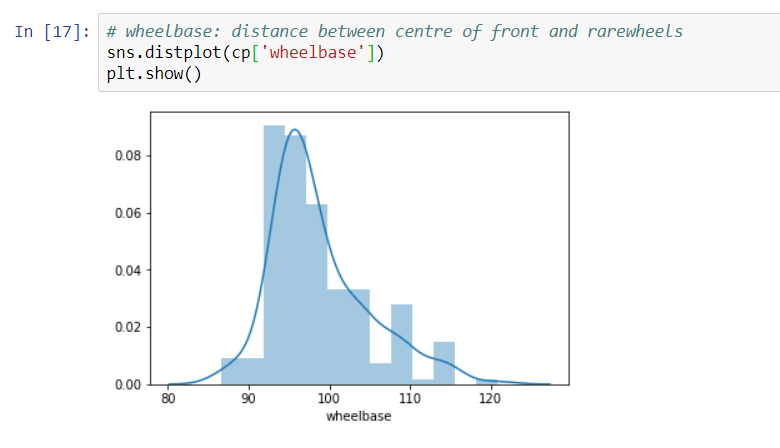 In [17]: # wheelbase: distance between centre of front and rarewheels
sns.distplot(cp['wheelbase'])
plt.show()
0.08
0.06
0.04
0.02
0.00
80 90 100 110 120
wheelbase